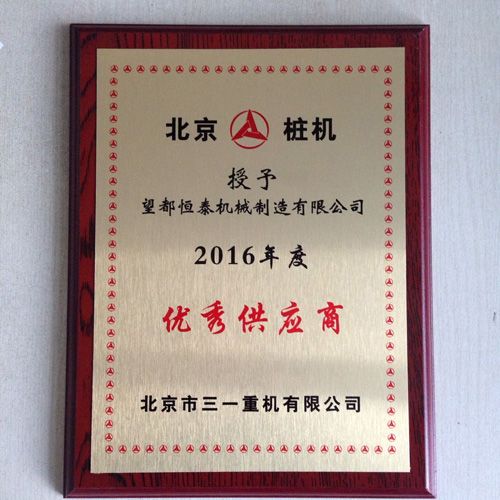 北京 桩机
授予
望都恒泰机械制造有限公司
2016年度
优秀供应商
北京市三一重机有限公司